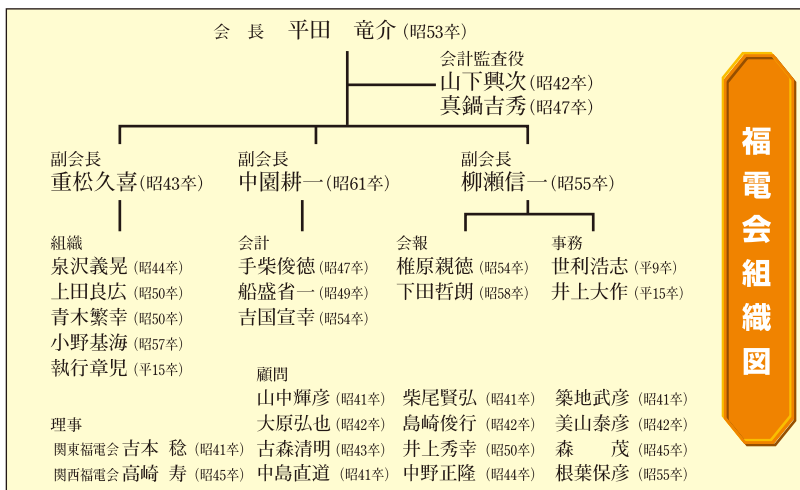 会 長 平田 竜介 (昭53卒)
会計監査役
山下興次 (昭42卒)
真鍋吉秀 (昭47卒)
副会長
重松久喜 (昭43卒)
副会長
中園耕一 (昭61卒)
副会長
柳瀬信一 (昭55卒)
組織
泉沢義晃 (昭44卒)
上田良広 (昭50卒)
青木繁幸 (昭50卒)
小野基海 (昭57卒)
執行章児 (平15卒)
会計
手柴俊徳 (昭47卒)
船盛省一 (昭49卒)
吉国宣幸 (昭54卒)
会報
椎原親徳 (昭54卒)
下田哲朗 (昭58卒)
事務
世利浩志 (平9卒)
井上大作 (平15卒)
理事
関東福電会 吉本 稔 (昭41卒)
関西福電会 高崎 寿 (昭45卒)
顧問
山中輝彦 (昭41卒) 柴尾賢弘 (昭41卒) 築地武彦 (昭41卒)
大原弘也 (昭42卒) 島崎俊行 (昭42卒) 美山泰彦 (昭42卒)
古森清明 (昭43卒) 井上秀幸 (昭50卒) 森 茂 (昭45卒)
中島直道 (昭41卒) 中野正隆 (昭44卒) 根葉保彦 (昭55卒)
福電会組織図